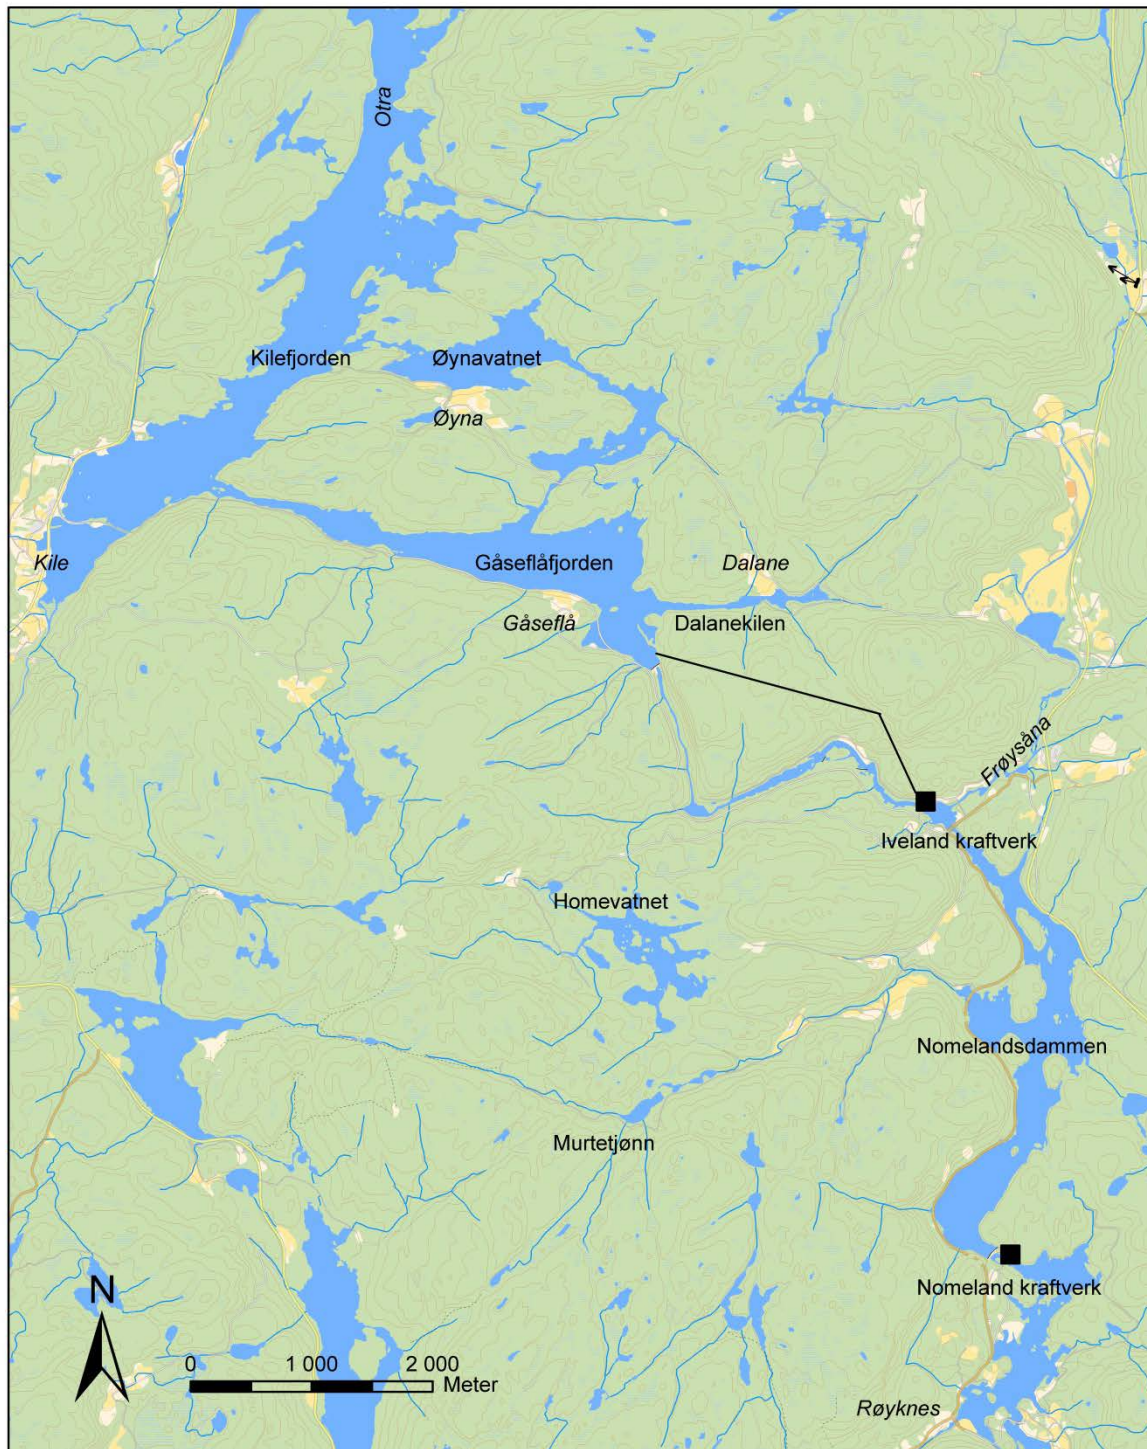 Otra
Kilefjorden
Øynavatnet
Øyna
Kile
Gåseflåfjorden
Dalane
Gåseflå
Dalanekilen
Frøysåna
Iveland kraftverk
Homevatnet
Nomelandsdammen
Murtetjønn
Nomeland kraftverk
N
0 1 000 2 000
Meter
Røyknes